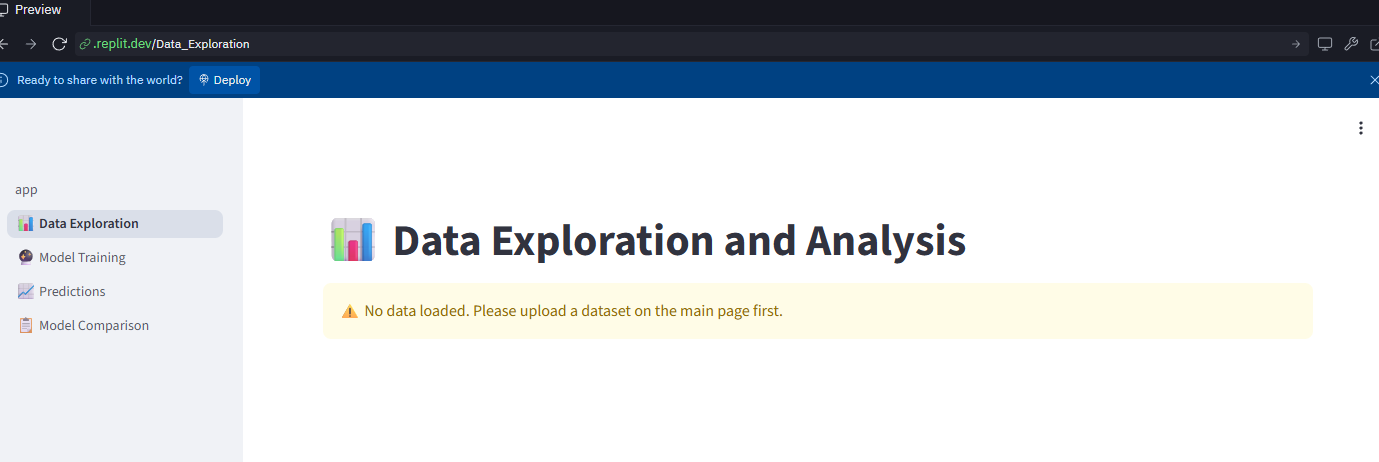 Preview
.replit.dev/Data_Exploration
Ready to share with the world? Deploy
app
Data Exploration
Model Training
Predictions
Model Comparison
Data Exploration and Analysis
No data loaded. Please upload a dataset on the main page first.